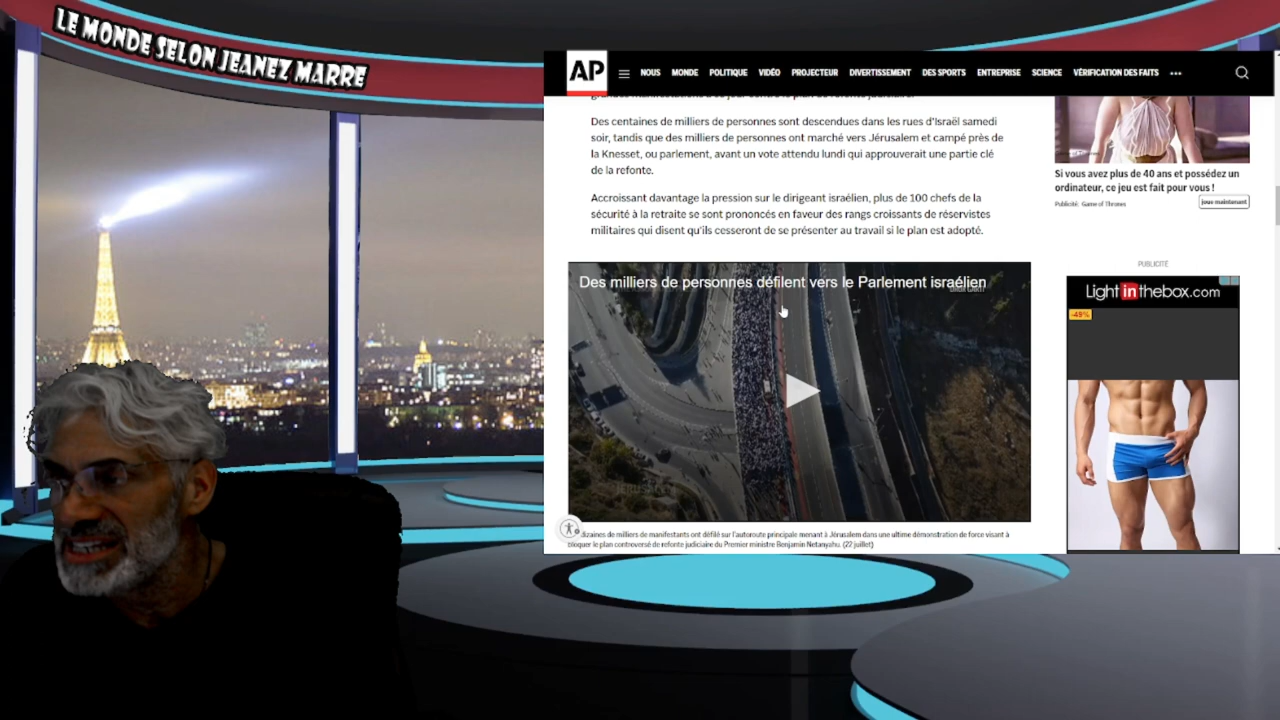 LE MONDE SELON JEANEZ MARRE
AP
NOUS MONDE POLITIQUE VIDÉO PROJECTEUR DIVERTISSEMENT DES SPORTS ENTREPRISE SCIENCE VÉRIFICATION DES FAITS
Des centaines de milliers de personnes sont descendues dans les rues d'Israël samedi
soir, tandis que des milliers de personnes ont marché vers Jérusalem et campé près de
la Knesset, ou parlement, avant un vote attendu lundi qui approuverait une partie clé
de la refonte.
Accroissant davantage la pression sur le dirigeant israélien, plus de 100 chefs de la
sécurité à la retraite se sont prononcés en faveur des rangs croissants de réservistes
militaires qui disent qu'ils cesseront de se présenter au travail si le plan est adopté.
Des milliers de personnes défilent vers le Parlement israélien
dizaines de milliers de manifestants ont défilé sur l'autoroute principale menant à Jérusalem dans une ultime démonstration de force visant à
bloquer le plan controversé de refonte judiciaire du Premier ministre Benjamin Netanyahu. (22 juillet)
Si vous avez plus de 40 ans et possédez un
ordinateur, ce jeu est fait pour vous !
Publicité: Game of Thrones
jouer maintenant
PUBLICITÉ
Lightinthebox.com
-49%